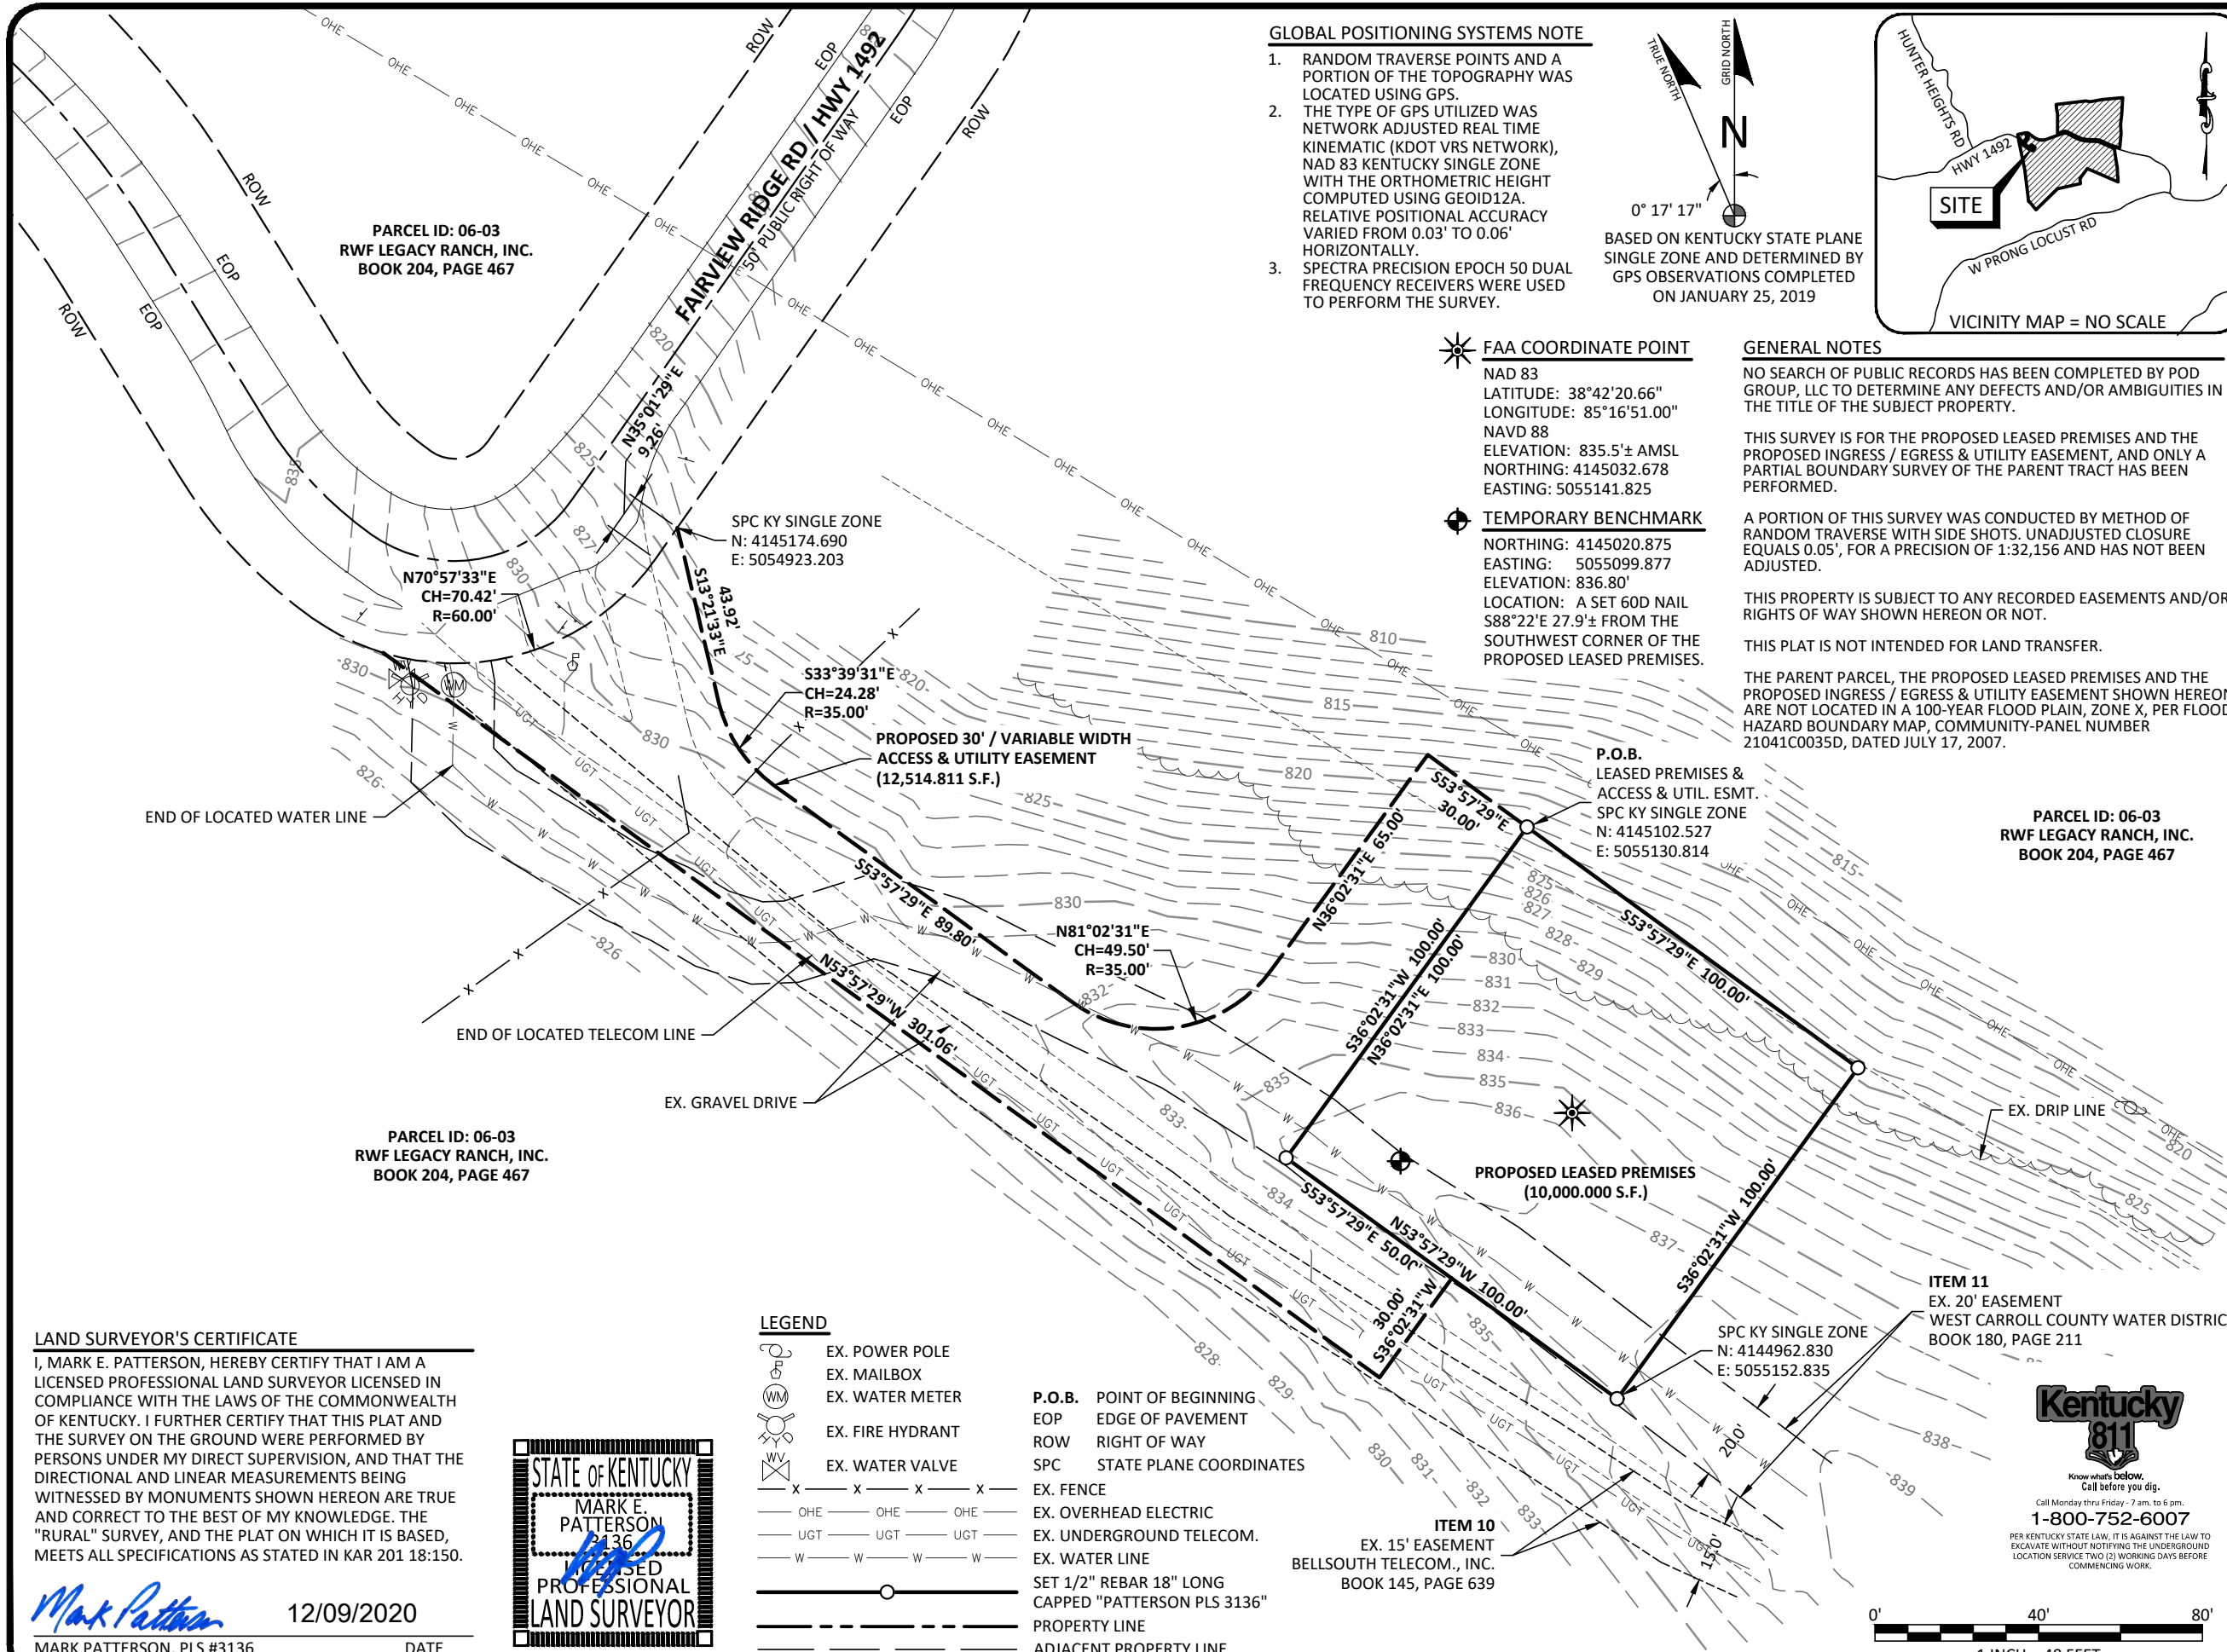 GLOBAL POSITIONING SYSTEMS NOTE
1. RANDOM TRAVERSE POINTS AND A
PORTION OF THE TOPOGRAPHY WAS
LOCATED USING GPS.
2. THE TYPE OF GPS UTILIZED WAS
NETWORK ADJUSTED REAL TIME
KINEMATIC (KDOT VRS NETWORK),
NAD 83 KENTUCKY SINGLE ZONE
WITH THE ORTHOMETRIC HEIGHT
COMPUTED USING GEOID12A.
RELATIVE POSITIONAL ACCURACY
VARIED FROM 0.03' TO 0.06'
HORIZONTALLY.
3. SPECTRA PRECISION EPOCH 50 DUAL
FREQUENCY RECEIVERS WERE USED
TO PERFORM THE SURVEY.
TRUE NORTH
GRID NORTH
N
0° 17' 17"
BASED ON KENTUCKY STATE PLANE
SINGLE ZONE AND DETERMINED BY
GPS OBSERVATIONS COMPLETED
ON JANUARY 25, 2019
HUNTER HEIGHTS RD
HWY 1492
SITE
W PRONG LOCUST RD
VICINITY MAP = NO SCALE
FAA COORDINATE POINT
NAD 83
LATITUDE: 38°42'20.66"
LONGITUDE: 85°16'51.00"
NAVD 88
ELEVATION: 835.5'± AMSL
NORTHING: 4145032.678
EASTING: 5055141.825
TEMPORARY BENCHMARK
NORTHING: 4145020.875
EASTING: 5055099.877
ELEVATION: 836.80'
LOCATION: A SET 60D NAIL
S88°22'E 27.9'± FROM THE
SOUTHWEST CORNER OF THE
PROPOSED LEASED PREMISES.
GENERAL NOTES
NO SEARCH OF PUBLIC RECORDS HAS BEEN COMPLETED BY POD
GROUP, LLC TO DETERMINE ANY DEFECTS AND/OR AMBIGUITIES IN
THE TITLE OF THE SUBJECT PROPERTY.
THIS SURVEY IS FOR THE PROPOSED LEASED PREMISES AND THE
PROPOSED INGRESS / EGRESS & UTILITY EASEMENT, AND ONLY A
PARTIAL BOUNDARY SURVEY OF THE PARENT TRACT HAS BEEN
PERFORMED.
A PORTION OF THIS SURVEY WAS CONDUCTED BY METHOD OF
RANDOM TRAVERSE WITH SIDE SHOTS. UNADJUSTED CLOSURE
EQUALS 0.05', FOR A PRECISION OF 1:32,156 AND HAS NOT BEEN
ADJUSTED.
THIS PROPERTY IS SUBJECT TO ANY RECORDED EASEMENTS AND/OR
RIGHTS OF WAY SHOWN HEREON OR NOT.
THIS PLAT IS NOT INTENDED FOR LAND TRANSFER.
THE PARENT PARCEL, THE PROPOSED LEASED PREMISES AND THE
PROPOSED INGRESS / EGRESS & UTILITY EASEMENT SHOWN HEREON
ARE NOT LOCATED IN A 100-YEAR FLOOD PLAIN, ZONE X, PER FLOOD
HAZARD BOUNDARY MAP, COMMUNITY-PANEL NUMBER
21041C0035D, DATED JULY 17, 2007.
PARCEL ID: 06-03
RWF LEGACY RANCH, INC.
BOOK 204, PAGE 467
FAIRVIEW RIDGE RD / HWY 1492
50' PUBLIC RIGHT OF WAY
ROW
EOP
EOP
ROW
ROW
EOP
EOP
ROW
N35°01'29"E
9.26'
SPC KY SINGLE ZONE
N: 4145174.690
E: 5054923.203
N70°57'33"E
CH=70.42'
R=60.00'
S13°21'33"E
43.92'
S33°39'31"E
CH=24.28'
R=35.00'
PROPOSED 30' / VARIABLE WIDTH
ACCESS & UTILITY EASEMENT
(12,514.811 S.F.)
END OF LOCATED WATER LINE
S53°57'29"E 89.80'
N81°02'31"E
CH=49.50'
R=35.00'
N36°02'31"E 65.00'
S53°57'29"E
30.00'
P.O.B.
LEASED PREMISES &
ACCESS & UTIL. ESMT.
SPC KY SINGLE ZONE
N: 4145102.527
E: 5055130.814
PARCEL ID: 06-03
RWF LEGACY RANCH, INC.
BOOK 204, PAGE 467
S53°57'29"E 100.00'
S36°02'31"W 100.00'
N36°02'31"E 100.00'
N53°57'29"W 301.06'
END OF LOCATED TELECOM LINE
EX. GRAVEL DRIVE
PARCEL ID: 06-03
RWF LEGACY RANCH, INC.
BOOK 204, PAGE 467
PROPOSED LEASED PREMISES
(10,000.000 S.F.)
EX. DRIP LINE
S36°02'31"W 100.00'
S53°57'29"E 50.00'
N53°57'29"W 100.00'
30.00'
S36°02'31"W
SPC KY SINGLE ZONE
N: 4144962.830
E: 5055152.835
ITEM 11
EX. 20' EASEMENT
WEST CARROLL COUNTY WATER DISTRIC
BOOK 180, PAGE 211
20.0'
15.0'
ITEM 10
EX. 15' EASEMENT
BELLSOUTH TELECOM., INC.
BOOK 145, PAGE 639
LAND SURVEYOR'S CERTIFICATE
I, MARK E. PATTERSON, HEREBY CERTIFY THAT I AM A
LICENSED PROFESSIONAL LAND SURVEYOR LICENSED IN
COMPLIANCE WITH THE LAWS OF THE COMMONWEALTH
OF KENTUCKY. I FURTHER CERTIFY THAT THIS PLAT AND
THE SURVEY ON THE GROUND WERE PERFORMED BY
PERSONS UNDER MY DIRECT SUPERVISION, AND THAT THE
DIRECTIONAL AND LINEAR MEASUREMENTS BEING
WITNESSED BY MONUMENTS SHOWN HEREON ARE TRUE
AND CORRECT TO THE BEST OF MY KNOWLEDGE. THE
"RURAL" SURVEY, AND THE PLAT ON WHICH IT IS BASED,
MEETS ALL SPECIFICATIONS AS STATED IN KAR 201 18:150.
Mark Patterson 12/09/2020
MARK PATTERSON, PLS #3136 DATE
STATE OF KENTUCKY
MARK E.
PATTERSON
3136
LICENSED
PROFESSIONAL
LAND SURVEYOR
LEGEND
EX. POWER POLE
EX. MAILBOX
WM EX. WATER METER
HYD EX. FIRE HYDRANT
WV EX. WATER VALVE
P.O.B. POINT OF BEGINNING
EOP EDGE OF PAVEMENT
ROW RIGHT OF WAY
SPC STATE PLANE COORDINATES
X X X X EX. FENCE
OHE OHE OHE EX. OVERHEAD ELECTRIC
UGT UGT UGT EX. UNDERGROUND TELECOM.
W W W W EX. WATER LINE
SET 1/2" REBAR 18" LONG
CAPPED "PATTERSON PLS 3136"
PROPERTY LINE
ADJACENT PROPERTY LINE
Kentucky
811
Know what's below.
Call before you dig.
Call Monday thru Friday - 7 am. to 6 pm.
1-800-752-6007
PER KENTUCKY STATE LAW, IT IS AGAINST THE LAW TO
EXCAVATE WITHOUT NOTIFYING THE UNDERGROUND
LOCATION SERVICE TWO (2) WORKING DAYS BEFORE
COMMENCING WORK.
0' 40' 80'
1 INCH = 40 FEET